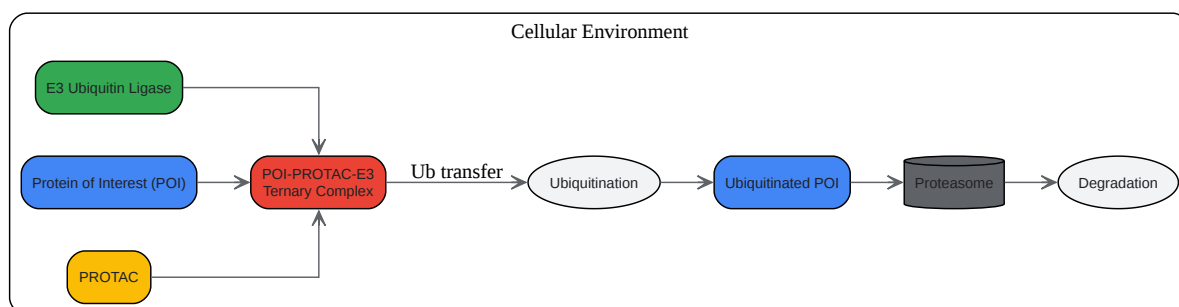 Cellular Environment
E3 Ubiquitin Ligase
Protein of Interest (POI)
POI-PROTAC-E3
Ternary Complex
Ub transfer
Ubiquitination
Ubiquitinated POI
Proteasome
Degradation
PROTAC